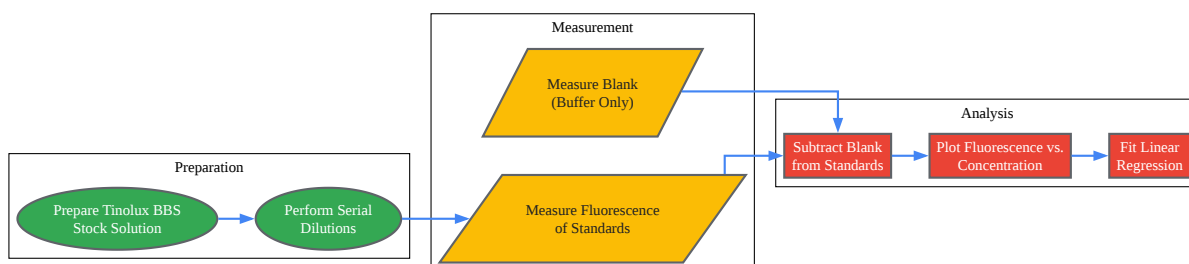 Preparation
Prepare Tinolux BBS
Stock Solution
Perform Serial
Dilutions
Measurement
Measure Blank
(Buffer Only)
Measure Fluorescence
of Standards
Analysis
Subtract Blank
from Standards
Plot Fluorescence vs.
Concentration
Fit Linear
Regression